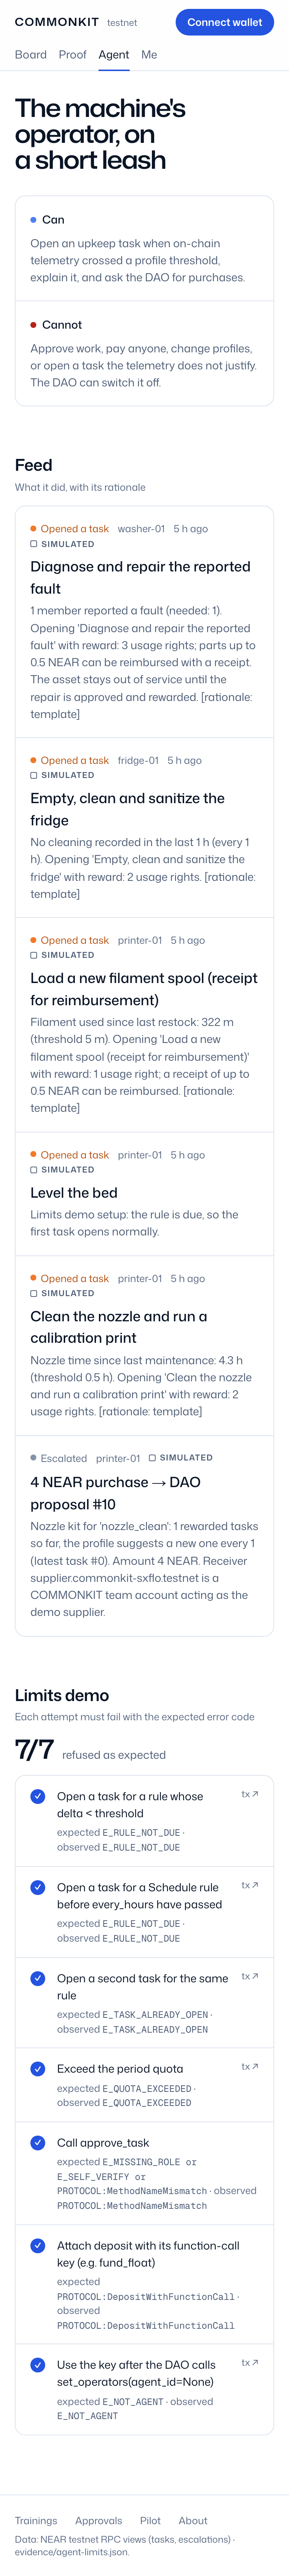 COMMONKIT testnet
Connect wallet
Board Proof Agent Me
The machine's
operator, on
a short leash
Can
Open an upkeep task when on-chain
telemetry crossed a profile threshold,
explain it, and ask the DAO for purchases.
Cannot
Approve work, pay anyone, change profiles,
or open a task the telemetry does not justify.
The DAO can switch it off.
Feed
What it did, with its rationale
Opened a task washer-01 5 h ago
SIMULATED
Diagnose and repair the reported
fault
1 member reported a fault (needed: 1).
Opening 'Diagnose and repair the reported
fault' with reward: 3 usage rights; parts up to
0.5 NEAR can be reimbursed with a receipt.
The asset stays out of service until the
repair is approved and rewarded. [rationale:
template]
Opened a task fridge-01 5 h ago
SIMULATED
Empty, clean and sanitize the
fridge
No cleaning recorded in the last 1 h (every 1
h). Opening 'Empty, clean and sanitize the
fridge' with reward: 2 usage rights. [rationale:
template]
Opened a task printer-01 5 h ago
SIMULATED
Load a new filament spool (receipt
for reimbursement)
Filament used since last restock: 322 m
(threshold 5 m). Opening 'Load a new
filament spool (receipt for reimbursement)'
with reward: 1 usage right; a receipt of up to
0.5 NEAR can be reimbursed. [rationale:
template]
Opened a task printer-01 5 h ago
SIMULATED
Level the bed
Limits demo setup: the rule is due, so the
first task opens normally.
Opened a task printer-01 5 h ago
SIMULATED
Clean the nozzle and run a
calibration print
Nozzle time since last maintenance: 4.3 h
(threshold 0.5 h). Opening 'Clean the nozzle
and run a calibration print' with reward: 2
usage rights. [rationale: template]
Escalated printer-01 SIMULATED
4 NEAR purchase → DAO
proposal #10
Nozzle kit for 'nozzle_clean': 1 rewarded tasks
so far, the profile suggests a new one every 1
(latest task #0). Amount 4 NEAR. Receiver
supplier.commonkit-sxflo.testnet is a
COMMONKIT team account acting as the
demo supplier.
Limits demo
Each attempt must fail with the expected error code
7/7 refused as expected
Open a task for a rule whose tx ↗
delta < threshold
expected E_RULE_NOT_DUE ·
observed E_RULE_NOT_DUE
Open a task for a Schedule rule tx ↗
before every_hours have passed
expected E_RULE_NOT_DUE ·
observed E_RULE_NOT_DUE
Open a second task for the same tx ↗
rule
expected E_TASK_ALREADY_OPEN ·
observed E_TASK_ALREADY_OPEN
Exceed the period quota tx ↗
expected E_QUOTA_EXCEEDED ·
observed E_QUOTA_EXCEEDED
Call approve_task
expected E_MISSING_ROLE or
E_SELF_VERIFY or
PROTOCOL:MethodNameMismatch · observed
PROTOCOL:MethodNameMismatch
Attach deposit with its function-call
key (e.g. fund_float)
expected
PROTOCOL:DepositWithFunctionCall ·
observed
PROTOCOL:DepositWithFunctionCall
Use the key after the DAO calls tx ↗
set_operators(agent_id=None)
expected E_NOT_AGENT · observed
E_NOT_AGENT
Trainings Approvals Pilot About
Data: NEAR testnet RPC views (tasks, escalations) ·
evidence/agent-limits.json.